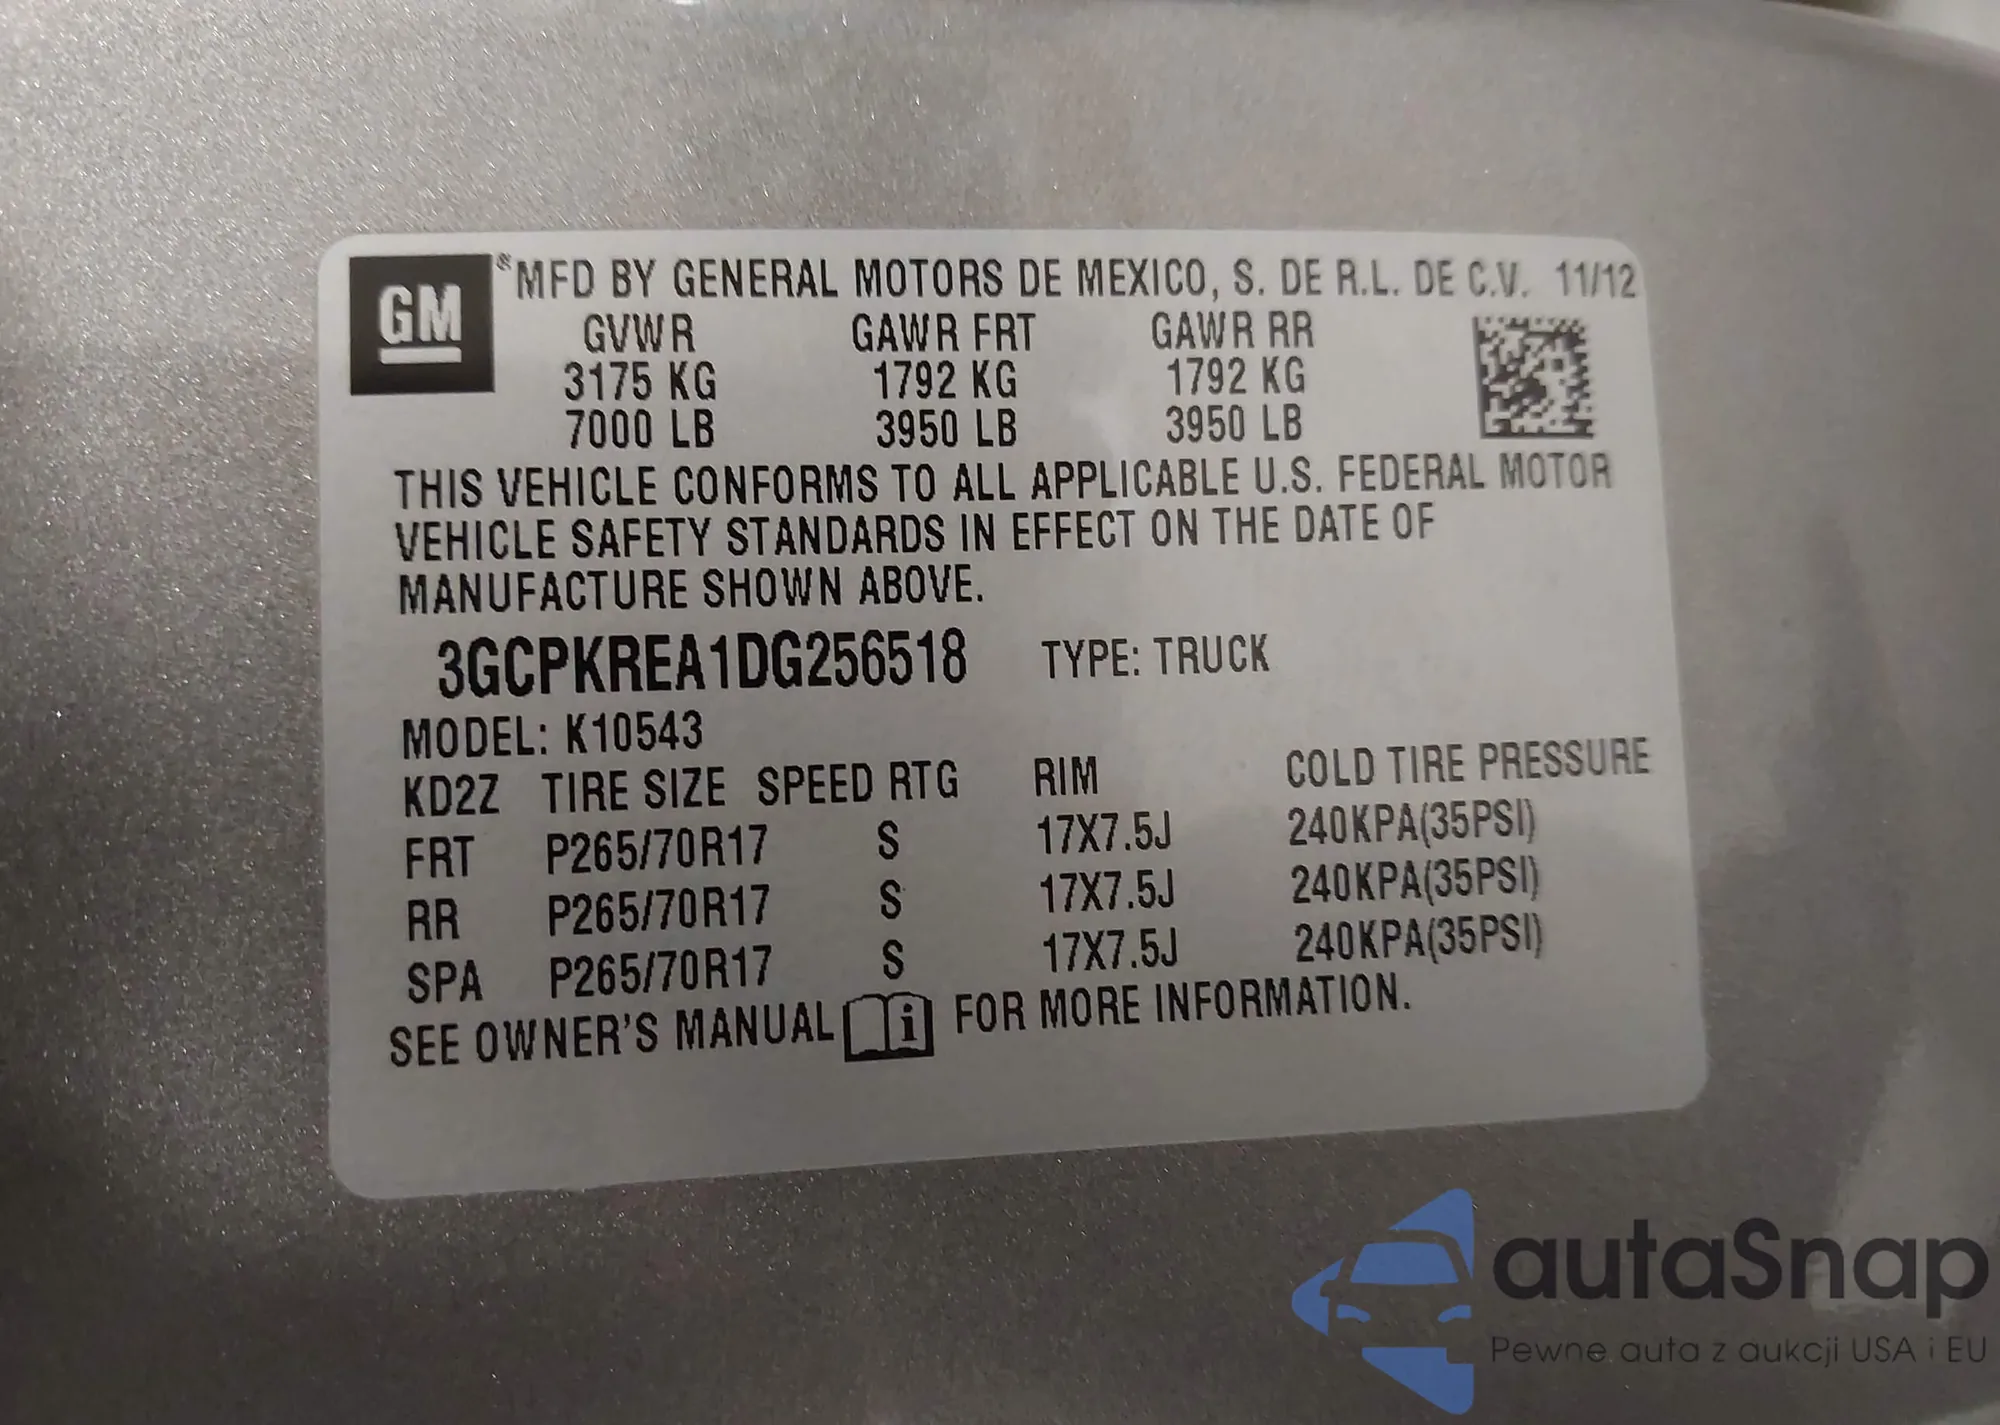 GM ®MFD BY GENERAL MOTORS DE MEXICO, S. DE R.L. DE C.V. 11/12
GVWR GAWR FRT GAWR RR
3175 KG 1792 KG 1792 KG
7000 LB 3950 LB 3950 LB
THIS VEHICLE CONFORMS TO ALL APPLICABLE U.S. FEDERAL MOTOR
VEHICLE SAFETY STANDARDS IN EFFECT ON THE DATE OF
MANUFACTURE SHOWN ABOVE.
3GCPKREA1DG256518 TYPE: TRUCK
MODEL: K10543
KD2Z TIRE SIZE SPEED RTG RIM COLD TIRE PRESSURE
FRT P265/70R17 S 17X7.5J 240KPA(35PSI)
RR P265/70R17 S 17X7.5J 240KPA(35PSI)
SPA P265/70R17 S 17X7.5J 240KPA(35PSI)
SEE OWNER'S MANUAL i FOR MORE INFORMATION.
autaSnap
Pewne auta z aukcji USA i EU